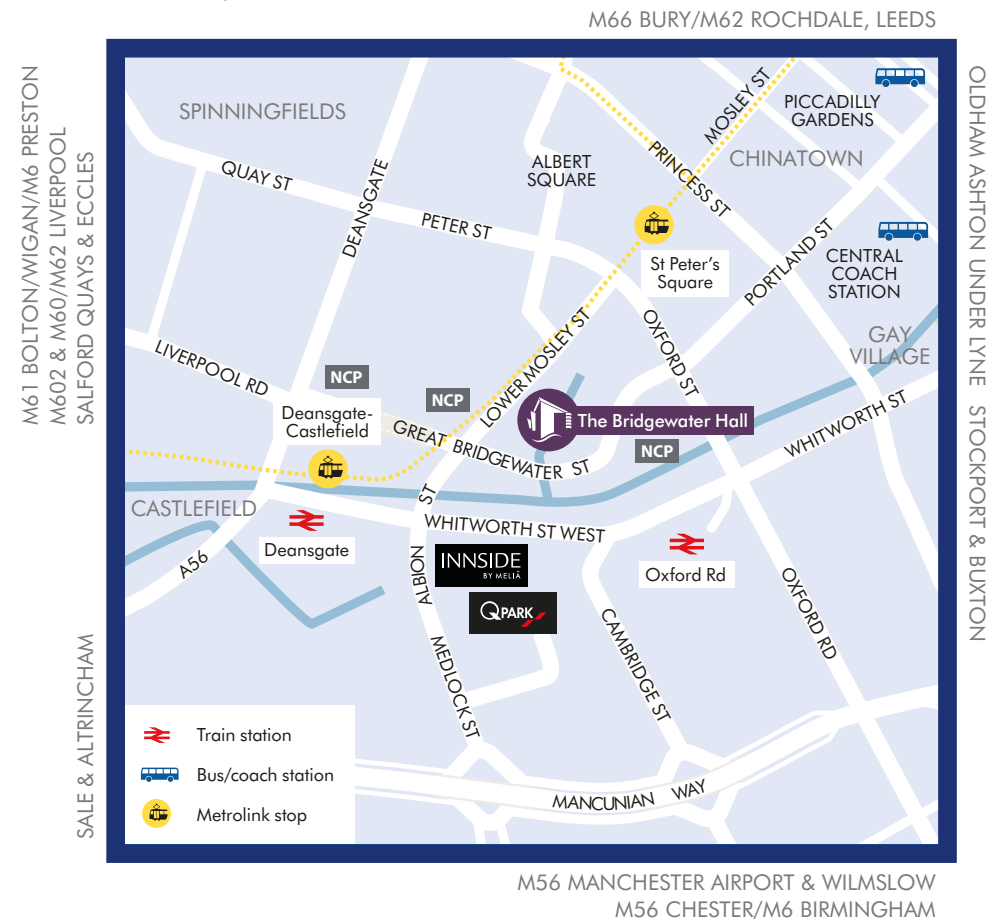 M66 BURY/M62 ROCHDALE, LEEDS
M61 BOLTON/WIGAN/M6 PRESTON
M602 & M60/M62 LIVERPOOL
SALFORD QUAYS & ECCLES
SALE & ALTRINCHAM
OLDHAM ASHTON UNDER LYNE
STOCKPORT & BUXTON
SPINNINGFIELDS
MOSLEY ST
PICCADILLY
GARDENS
CHINATOWN
PRINCESS ST
ALBERT
SQUARE
QUAY ST
DEANSGATE
PETER ST
St Peter's
Square
PORTLAND ST
CENTRAL
COACH
STATION
GAY
VILLAGE
OXFORD ST
LOWER MOSLEY ST
LIVERPOOL RD
NCP
NCP
Deansgate-
Castlefield
The Bridgewater Hall
GREAT BRIDGEWATER ST
NCP
WHITWORTH ST
CASTLEFIELD
ALBION ST
WHITWORTH ST WEST
Deansgate
A56
INNSIDE
BY MELIÃ
QPARK
Oxford Rd
OXFORD RD
CAMBRIDGE ST
MEDLOCK ST
MANCUNIAN WAY
Train station
Bus/coach station
Metrolink stop
M56 MANCHESTER AIRPORT & WILMSLOW
M56 CHESTER/M6 BIRMINGHAM